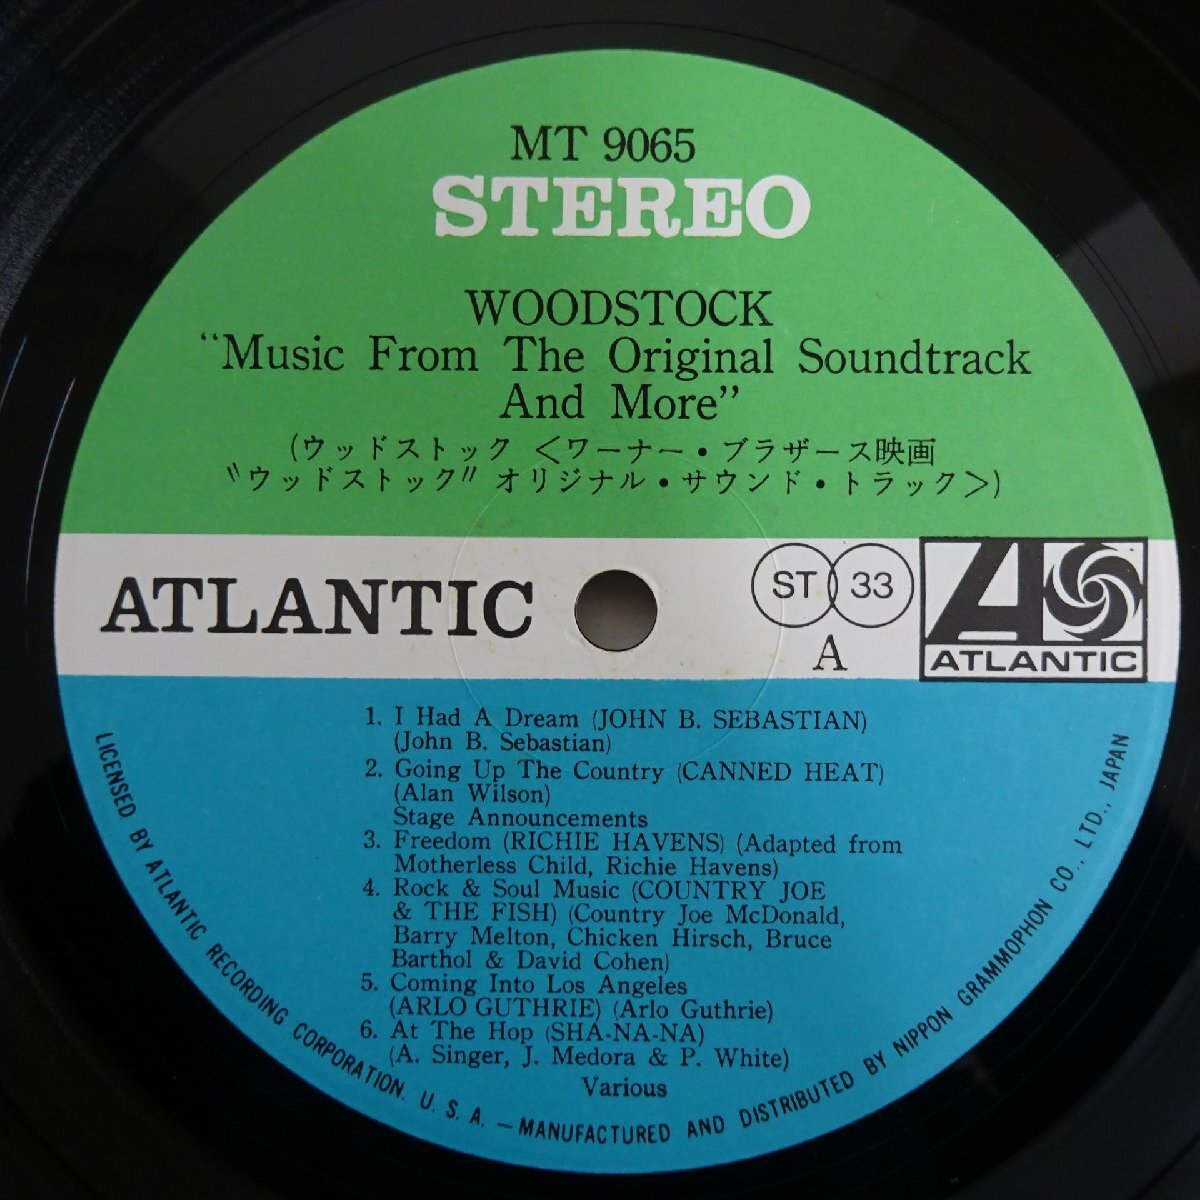 MT 9065
STEREO
WOODSTOCK
“Music From The Original Soundtrack
And More”
(ウッドストック <ワーナー・ブラザース映画
〝ウッドストック〃 オリジナル・サウンド・トラック>)
ATLANTIC
ST 33
A
ATLANTIC
1. I Had A Dream (JOHN B. SEBASTIAN)
(John B. Sebastian)
2. Going Up The Country (CANNED HEAT)
(Alan Wilson)
Stage Announcements
3. Freedom (RICHIE HAVENS) (Adapted from
Motherless Child, Richie Havens)
4. Rock & Soul Music (COUNTRY JOE
& THE FISH) (Country Joe McDonald,
Barry Melton, Chicken Hirsch, Bruce
Barthol & David Cohen)
5. Coming Into Los Angeles
(ARLO GUTHRIE) (Arlo Guthrie)
6. At The Hop (SHA-NA-NA)
(A. Singer, J. Medora & P. White)
Various
LICENSED BY ATLANTIC RECORDING CORPORATION, U. S. A. — MANUFACTURED AND DISTRIBUTED BY NIPPON GRAMMOPHON CO., LTD., JAPAN